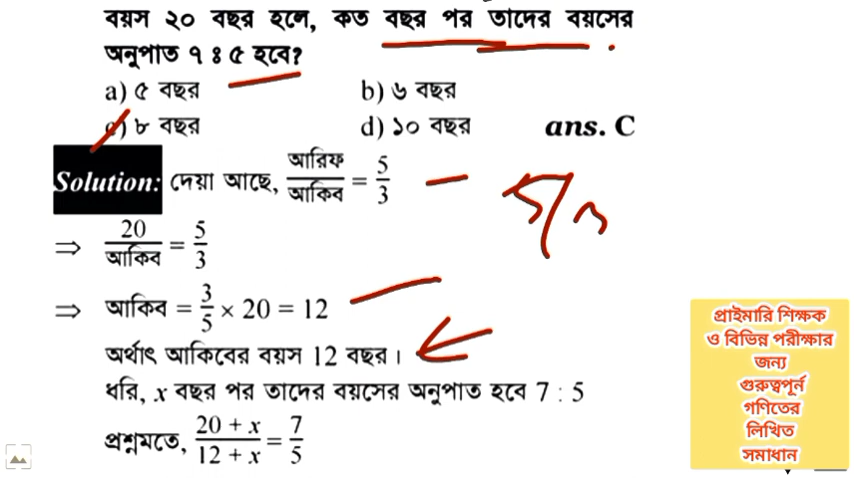 বয়স ২০ বছর হলে, কত বছর পর তাদের বয়সের
অনুপাত ৭ ঃ ৫ হবে?
a) ৫ বছর b) ৬ বছর
c) ৮ বছর d) ১০ বছর ans. C
Solution: দেয়া আছে, আরিফ/আকিব = 5/3
5/3
⇒ 20/আকিব = 5/3
⇒ আকিব = 3/5 × 20 = 12
অর্থাৎ আকিবের বয়স 12 বছর।
ধরি, x বছর পর তাদের বয়সের অনুপাত হবে 7 : 5
প্রশ্নমতে, 20 + x/12 + x = 7/5
প্রাইমারি শিক্ষক
ও বিভিন্ন পরীক্ষার
জন্য
গুরুত্বপূর্ন
গণিতের
লিখিত
সমাধান